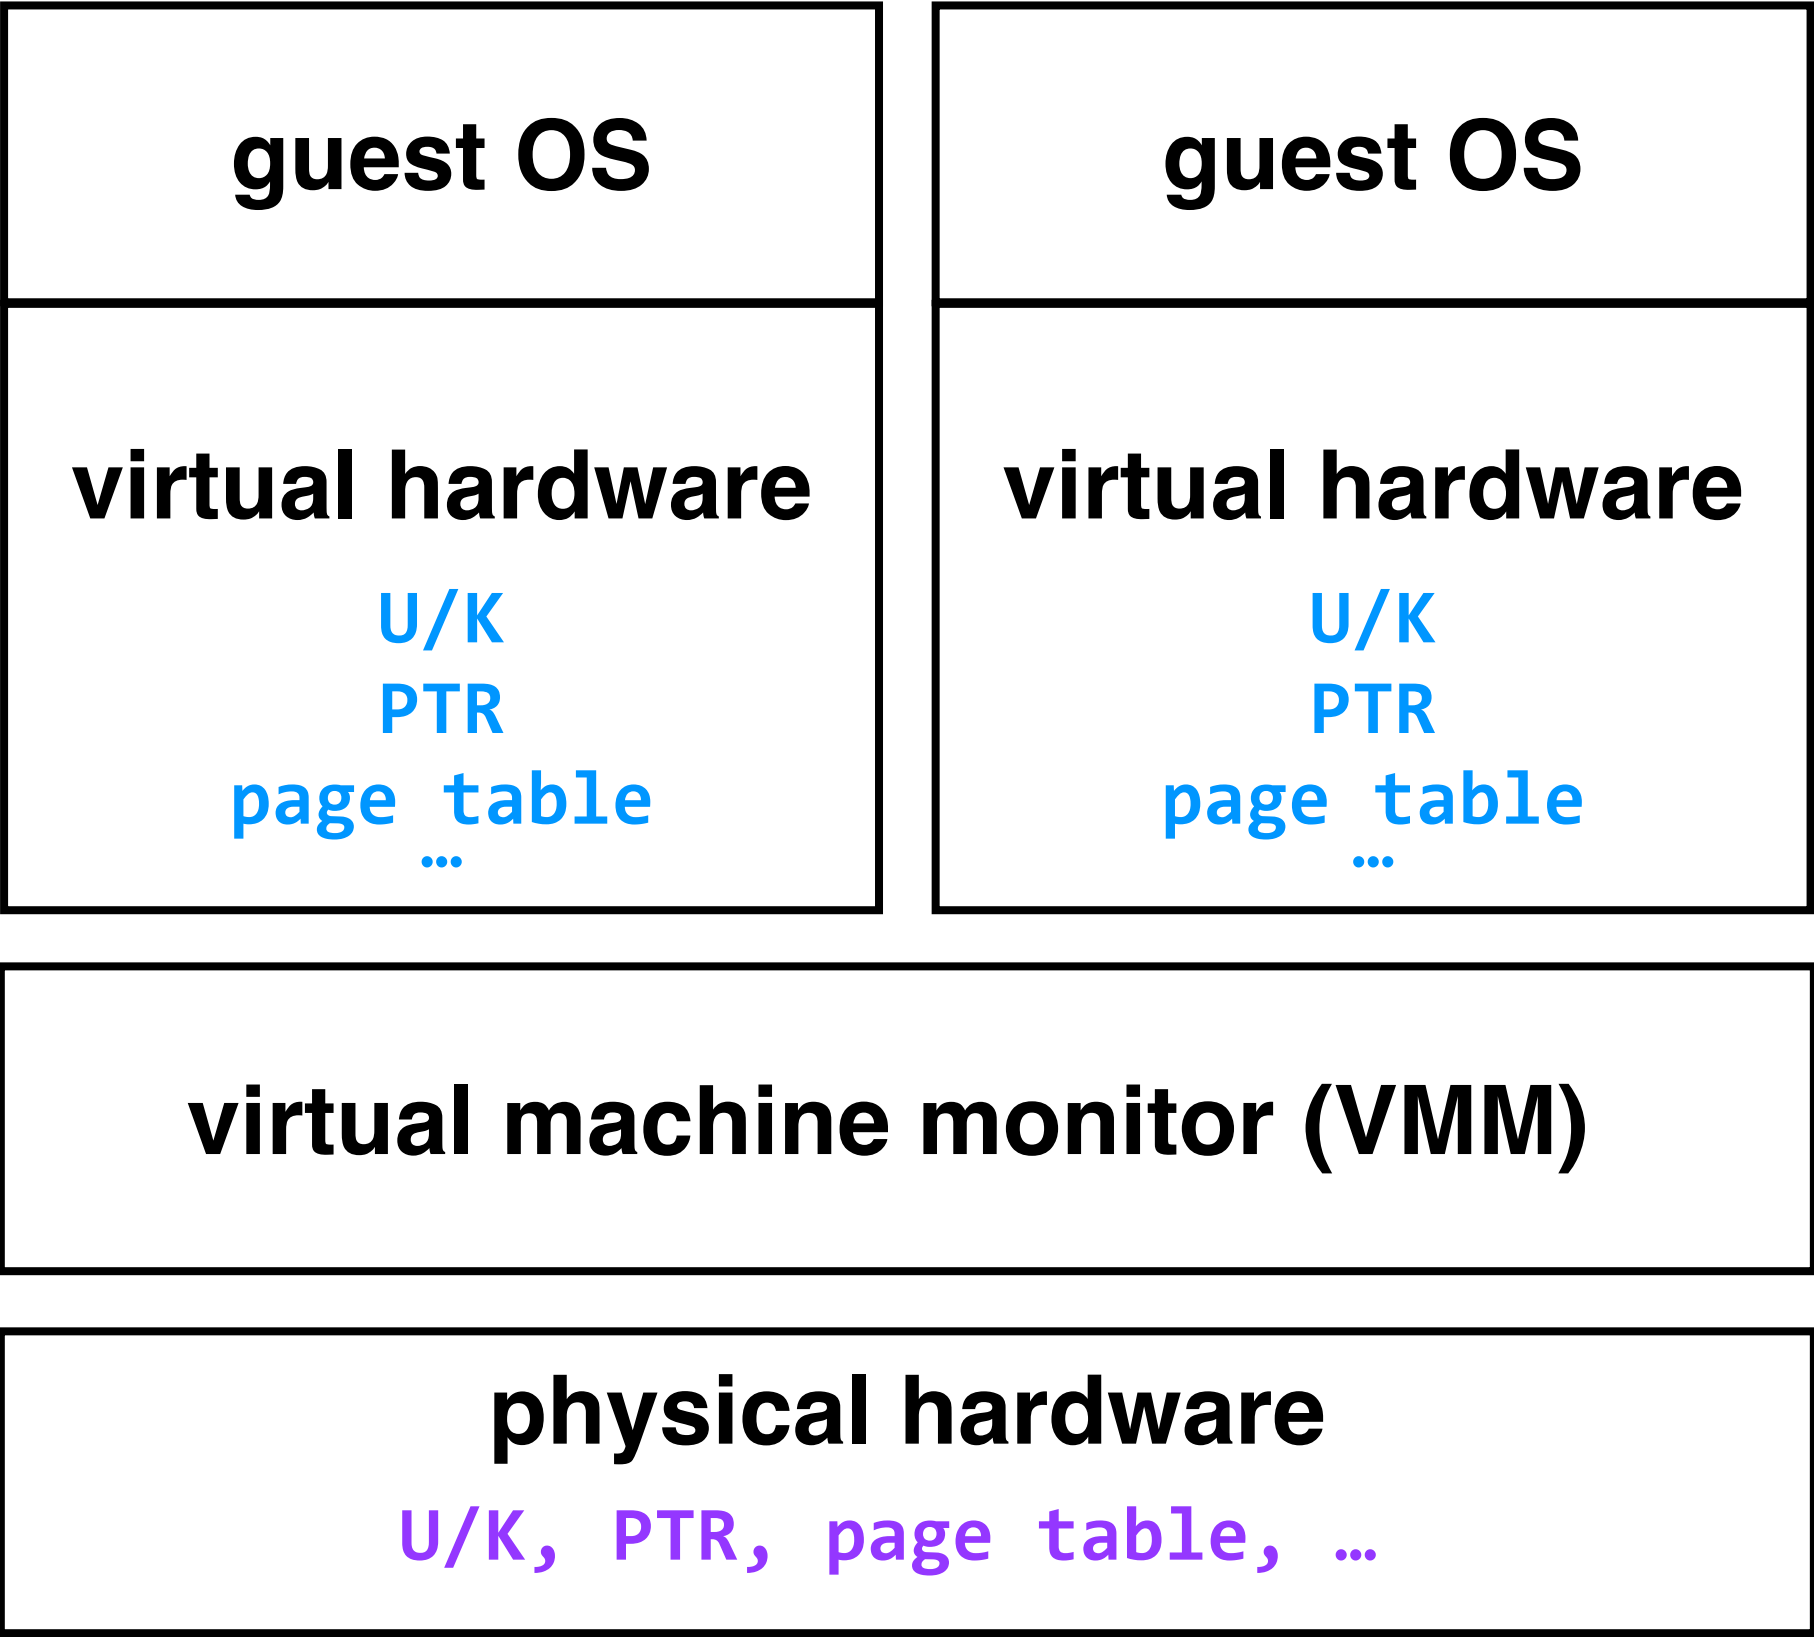 guest OS
virtual hardware
U/K
PTR
page table
…
guest OS
virtual hardware
U/K
PTR
page table
…
virtual machine monitor (VMM)
physical hardware
U/K, PTR, page table, …